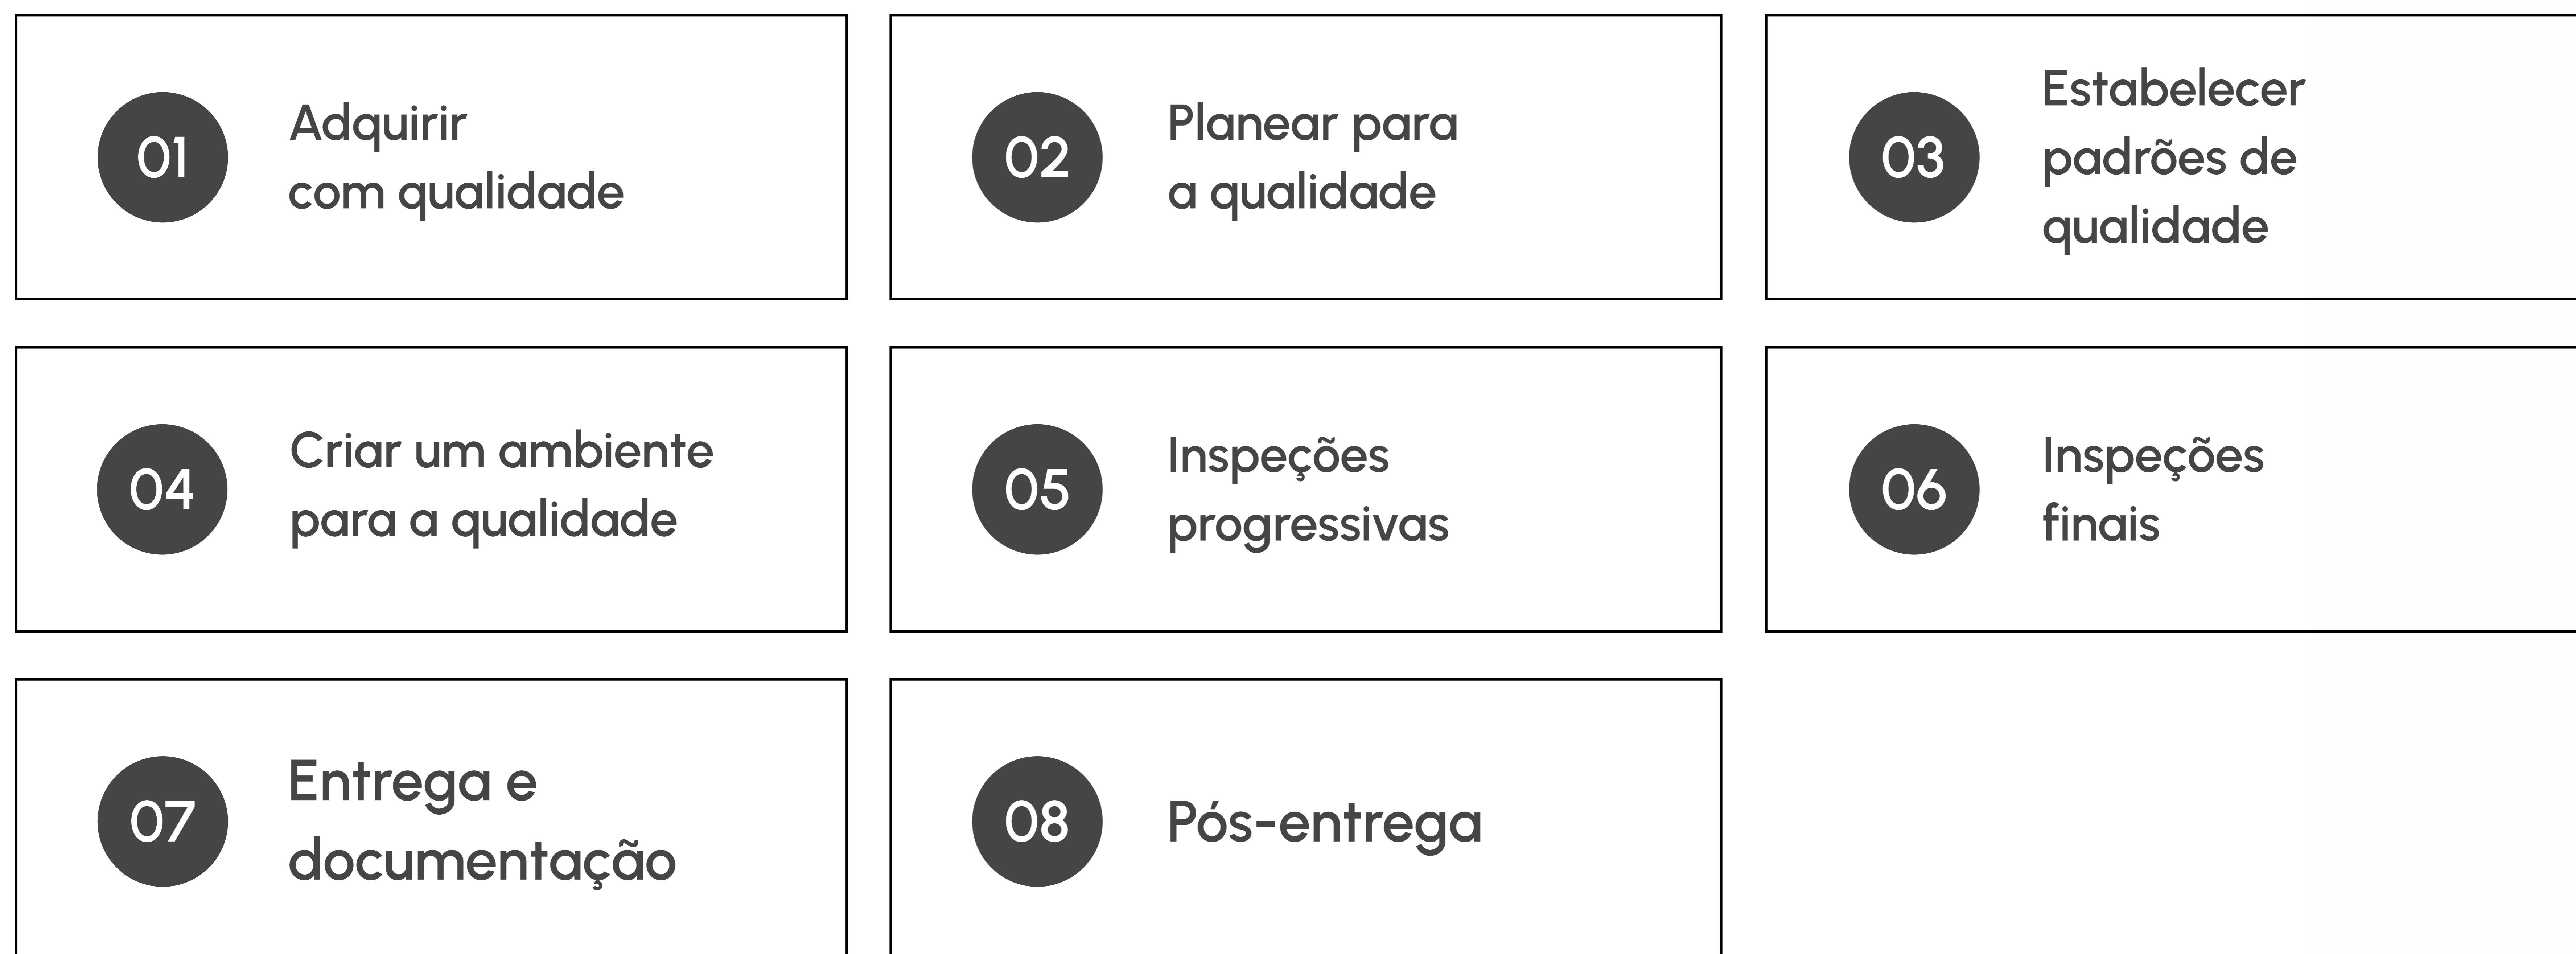 01
Adquirir
com qualidade
02
Planear para
a qualidade
03
Estabelecer
padrões de
qualidade
04
Criar um ambiente
para a qualidade
05
Inspeções
progressivas
06
Inspeções
finais
07
Entrega e
documentação
08
Pós-entrega